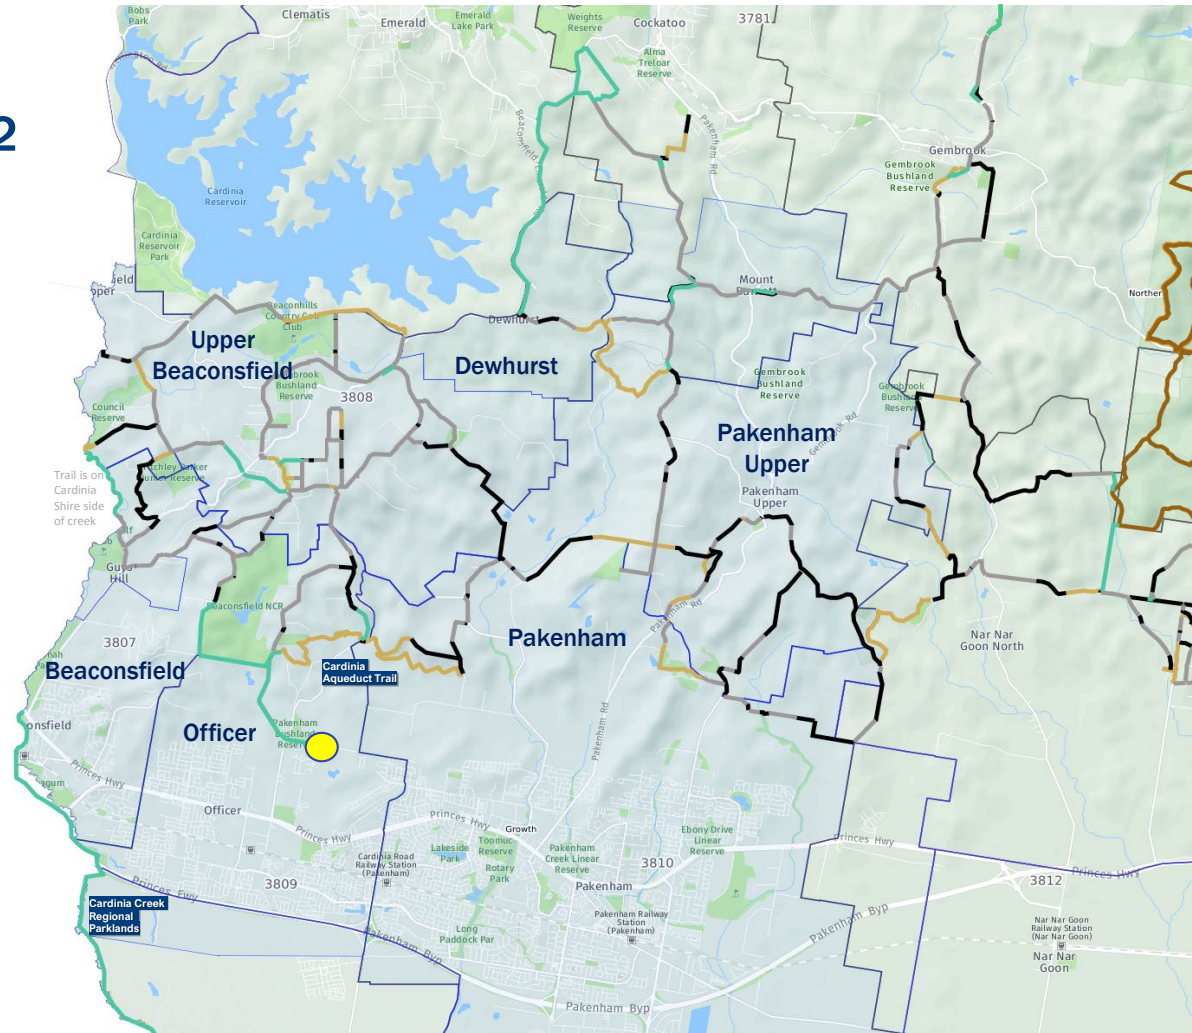 Bobs
Park
Clematis
Emerald
Emerald
Lake Park
Weights
Reserve
Cockatoo
3781
Alma
Treloar
Reserve
2
Pakenham Rd
Gembrook
Gembrook
Bushland
Reserve
Cardinia
Reservoir
Cardinia
Reservoir
Park
Mount
Norther
Dewhurst
Club
Upper
Beaconsfield
Dewhurst
Bushland
Reserve
3808
Gembrook
Bushland
Reserve
Council
Reserve
Pakenham
Upper
Gembrook Rd
Pakenham
Upper
Trail is on
Cardinia
Shire side
of creek
Guys
Hill
Beaconsfield NCR
3807
Pakenham
Pakenham Rd
Nar Nar
Goon North
Beaconsfield
Cardinia
Aqueduct Trail
Officer
Pakenham
Bushland
Reserve
onsfield
Pakenham Rd
Princes Hwy
Officer
Princes Hwy
Princes Hwy
Growth
Lakeside
Park
Toomuc
Reserve
Rotary
Park
Pakenham
Creek Linear
Reserve
Ebony Drive
Linear
Reserve
Princes Hwy
Princes Hwy
Cardinia Road
Railway Station
(Pakenham)
3810
3809
3812
Pakenham
Princes Fwy
Cardinia Creek
Regional
Parklands
Pakenham Railway
Station
(Pakenham)
Long
Paddock Par
Pakenham Byp
Pakenham Byp
Nar Nar Goon
Railway Station
(Nar Nar Goon)
Nar Nar
Goon
Pakenham Byp